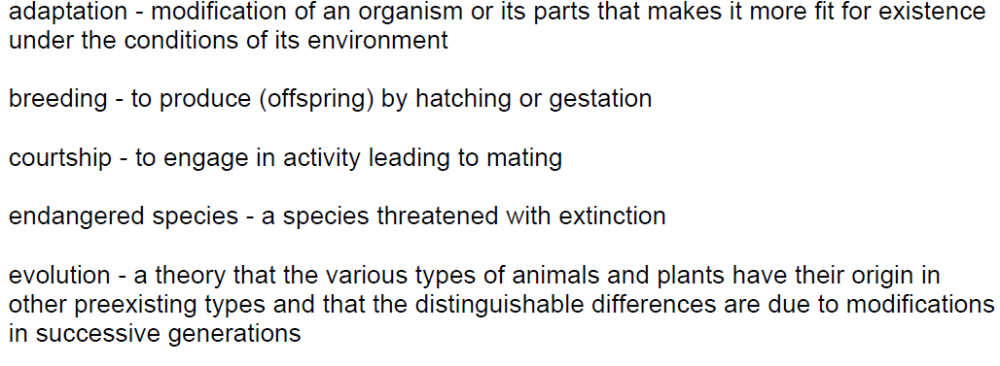 adaptation - modification of an organism or its parts that makes it more fit for existence
under the conditions of its environment
breeding - to produce (offspring) by hatching or gestation
courtship - to engage in activity leading to mating
endangered species - a species threatened with extinction
evolution - a theory that the various types of animals and plants have their origin in
other preexisting types and that the distinguishable differences are due to modifications
in successive generations